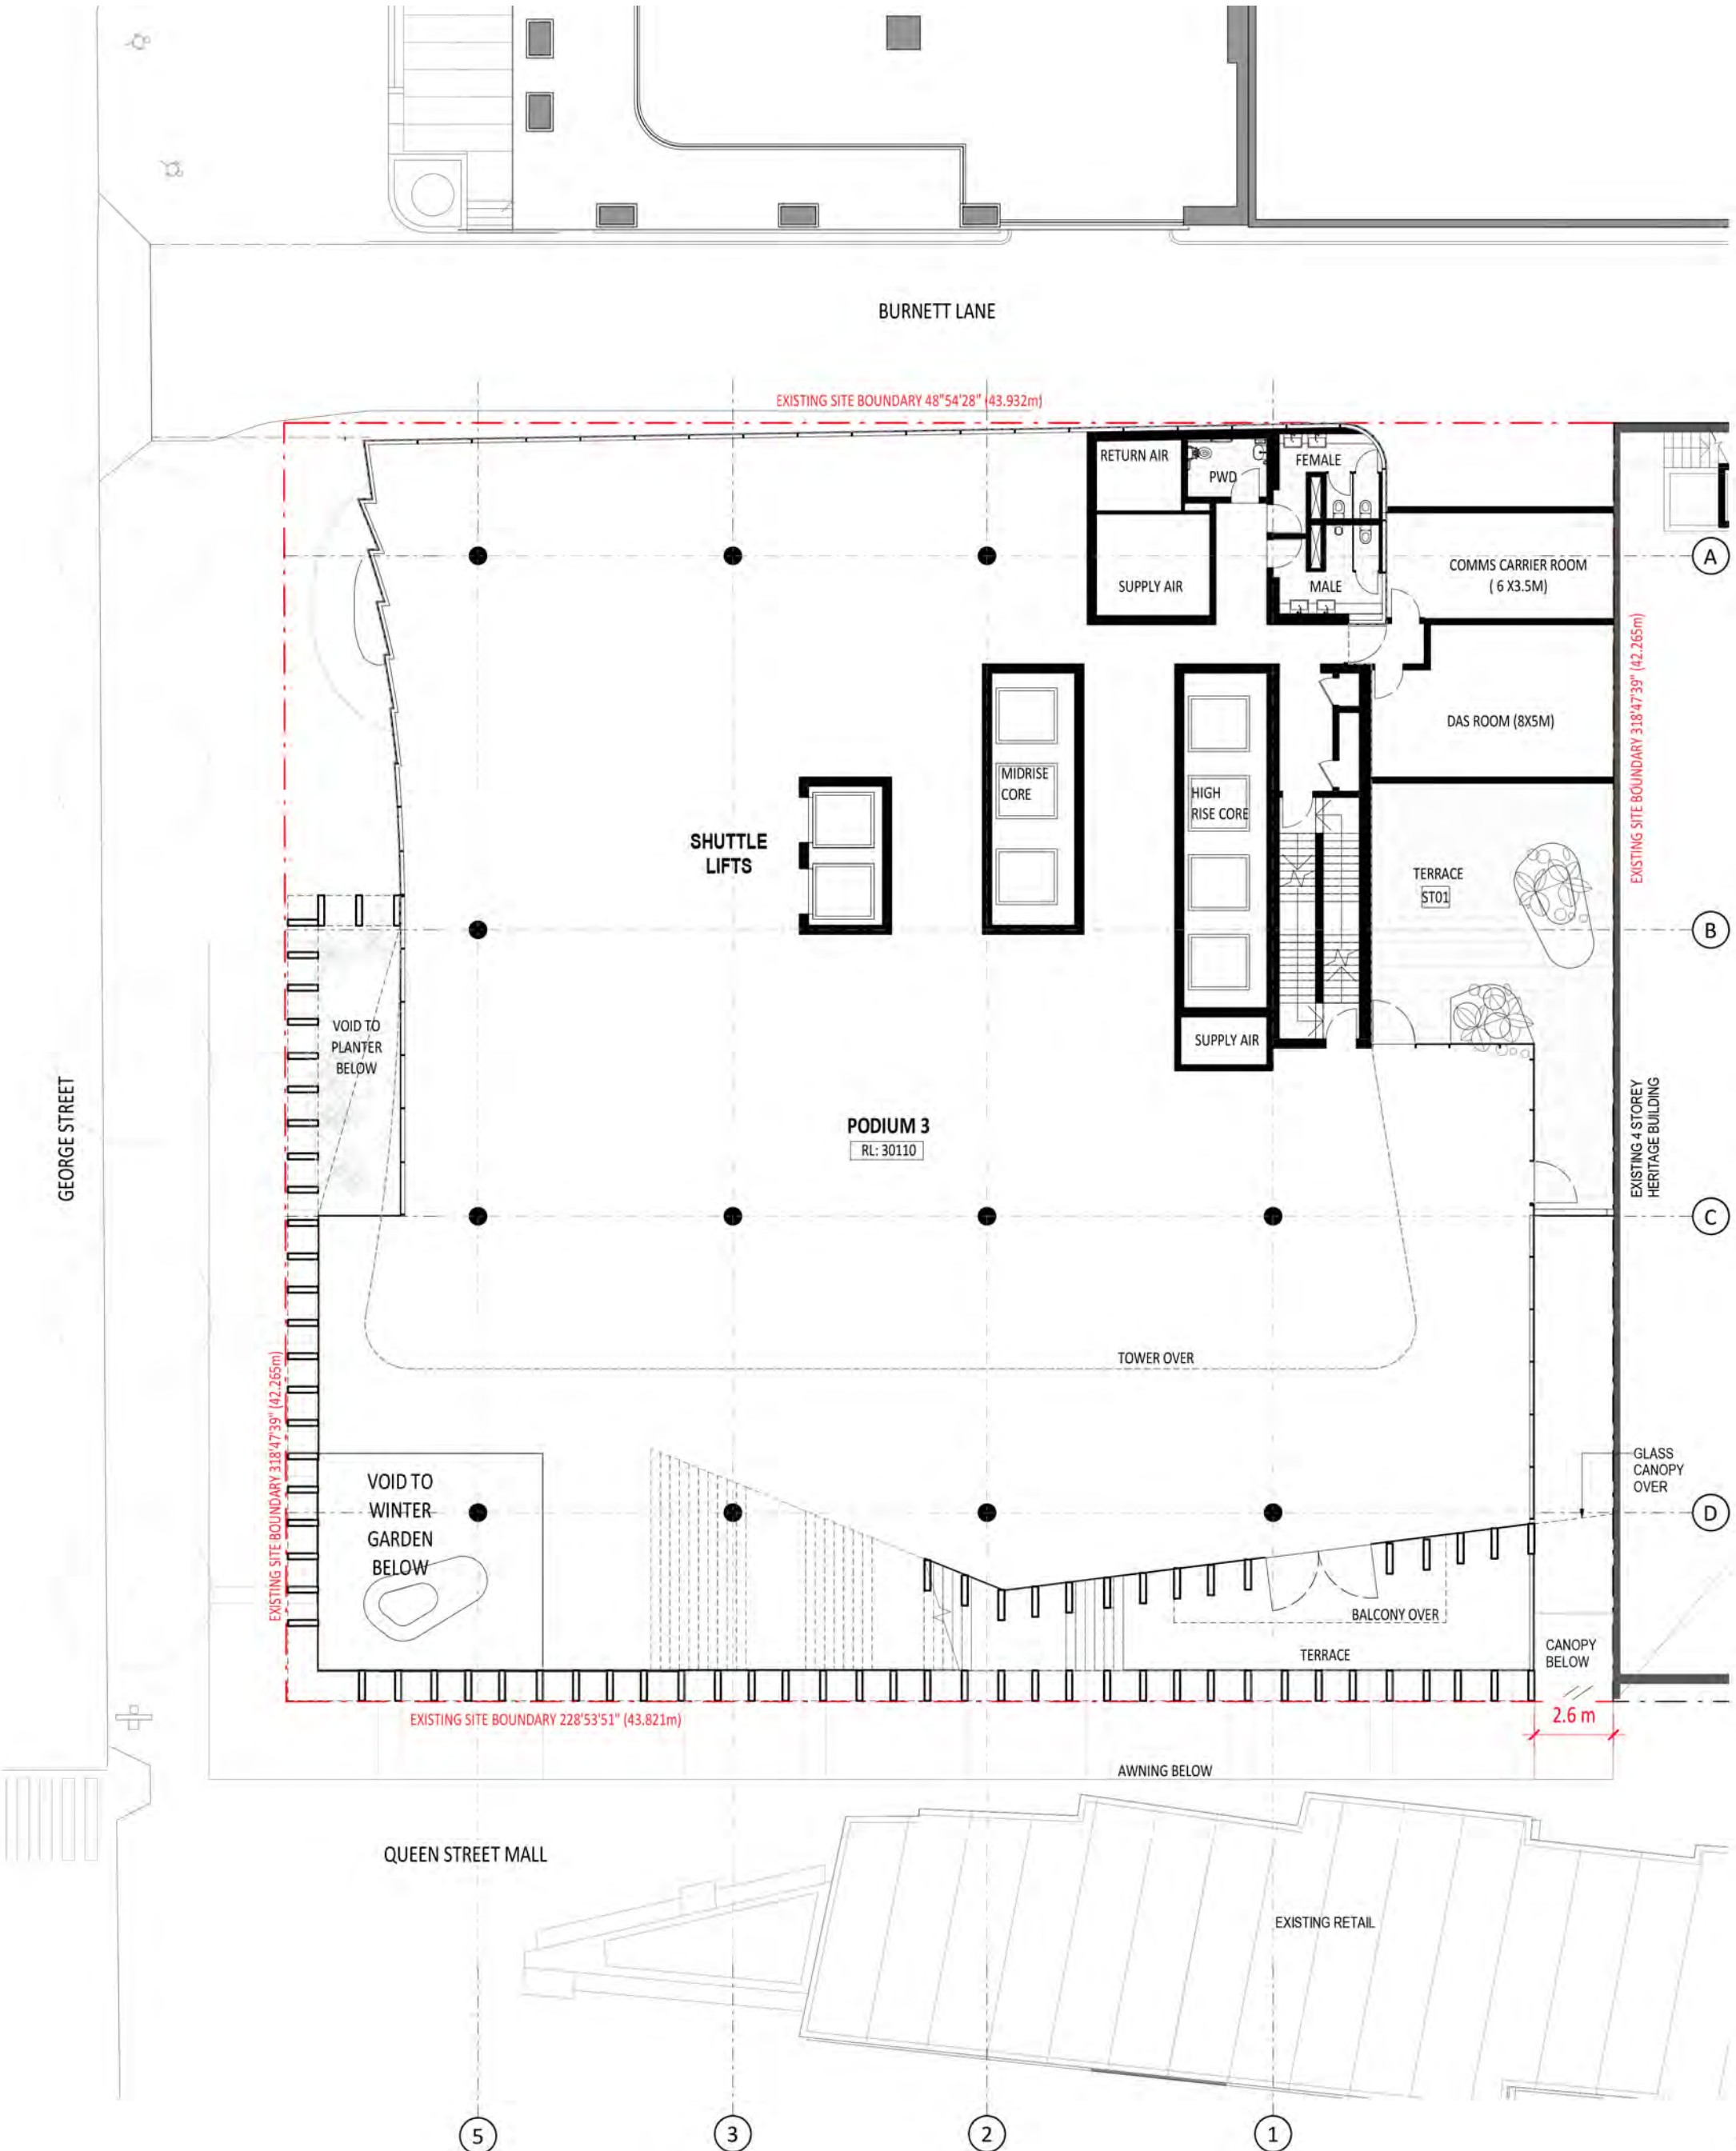 BURNETT LANE
EXISTING SITE BOUNDARY 48"54'28" (43.932m)
RETURN AIR
PWD
FEMALE
SUPPLY AIR
MALE
COMMS CARRIER ROOM
( 6 X3.5M)
A
EXISTING SITE BOUNDARY 318'47'39" (42.265m)
DAS ROOM (8X5M)
MIDRISE
CORE
HIGH
RISE CORE
SHUTTLE
LIFTS
TERRACE
ST01
B
VOID TO
PLANTER
BELOW
SUPPLY AIR
GEORGE STREET
PODIUM 3
RL: 30110
EXISTING 4 STOREY
HERITAGE BUILDING
C
TOWER OVER
EXISTING SITE BOUNDARY 318'47'39" (42.265m)
GLASS
CANOPY
OVER
VOID TO
WINTER
GARDEN
BELOW
D
BALCONY OVER
TERRACE
CANOPY
BELOW
2.6 m
EXISTING SITE BOUNDARY 228'53'51" (43.821m)
AWNING BELOW
QUEEN STREET MALL
EXISTING RETAIL
5
3
2
1